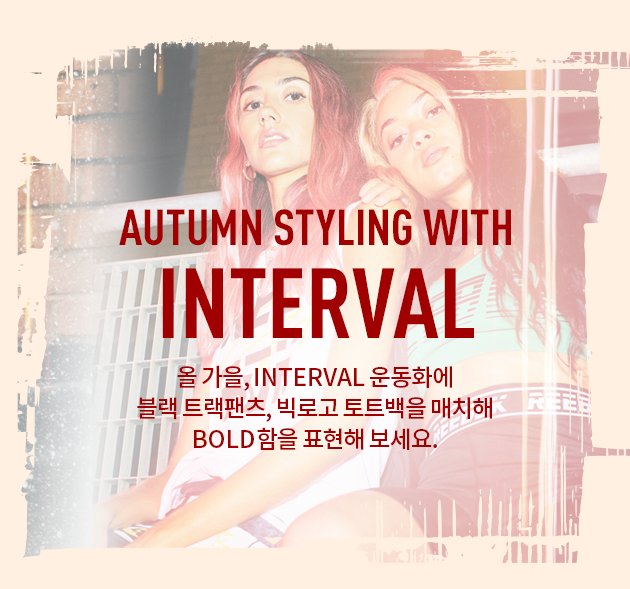 AUTUMN STYLING WITH
INTERVAL
올 가을, INTERVAL 운동화에
블랙 트랙팬츠, 빅로고 토트백을 매치해
BOLD함을 표현해 보세요.